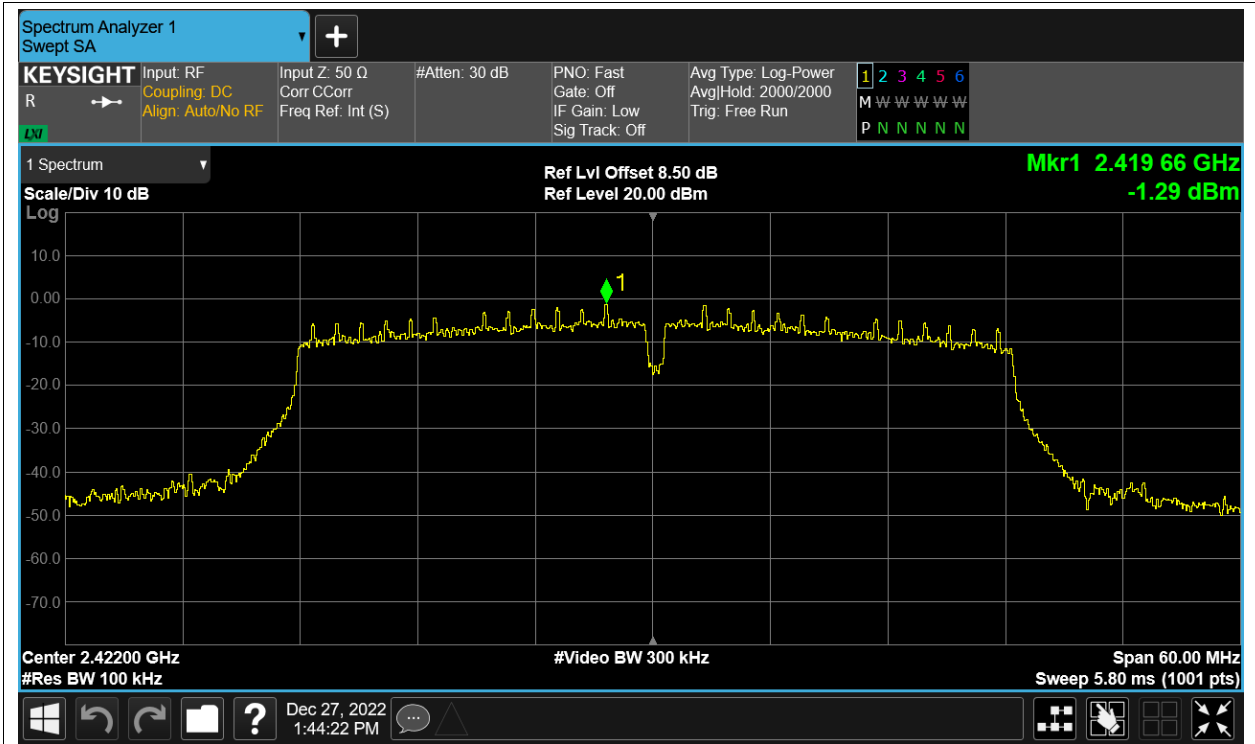 Spectrum Analyzer 1
Swept SA
KEYSIGHT
R
LXI
Input: RF
Coupling: DC
Align: Auto/No RF
Input Z: 50 Ω
Corr CCorr
Freq Ref: Int (S)
#Atten: 30 dB
PNO: Fast
Gate: Off
IF Gain: Low
Sig Track: Off
Avg Type: Log-Power
Avg|Hold: 2000/2000
Trig: Free Run
1 2 3 4 5 6
M W W W W W
P N N N N N
1 Spectrum
Scale/Div 10 dB
Log
Ref Lvl Offset 8.50 dB
Ref Level 20.00 dBm
Mkr1 2.419 66 GHz
-1.29 dBm
1
10.0
0.00
-10.0
-20.0
-30.0
-40.0
-50.0
-60.0
-70.0
Center 2.42200 GHz
#Res BW 100 kHz
#Video BW 300 kHz
Span 60.00 MHz
Sweep 5.80 ms (1001 pts)
?
Dec 27, 2022
1:44:22 PM